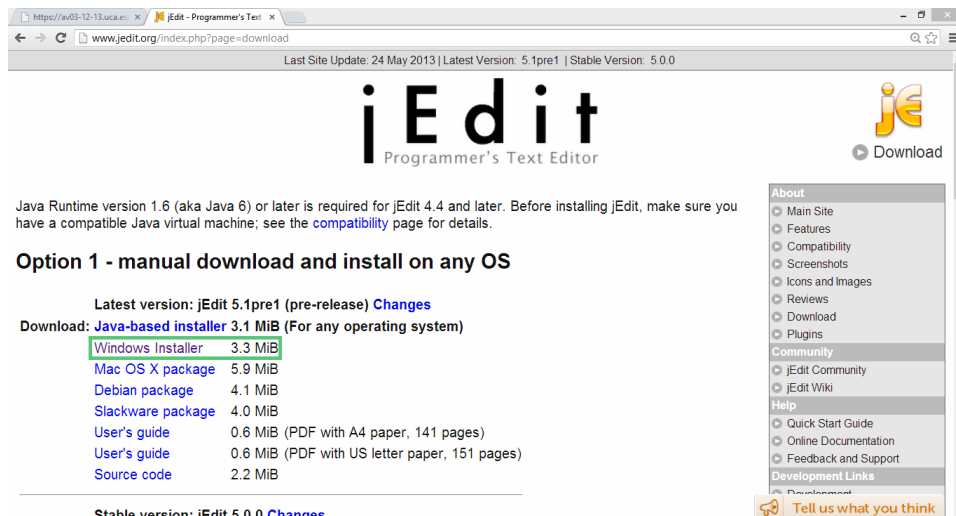 https://av03-12-13.uca.es
jEdit - Programmer's Text
www.jedit.org/index.php?page=download
Last Site Update: 24 May 2013 | Latest Version: 5.1pre1 | Stable Version: 5.0.0
jEdit
Programmer's Text Editor
jE
Download
Java Runtime version 1.6 (aka Java 6) or later is required for jEdit 4.4 and later. Before installing jEdit, make sure you
have a compatible Java virtual machine; see the compatibility page for details.
Option 1 - manual download and install on any OS
Latest version: jEdit 5.1pre1 (pre-release) Changes
Download: Java-based installer 3.1 MiB (For any operating system)
Windows Installer 3.3 MiB
Mac OS X package 5.9 MiB
Debian package 4.1 MiB
Slackware package 4.0 MiB
User's guide 0.6 MiB (PDF with A4 paper, 141 pages)
User's guide 0.6 MiB (PDF with US letter paper, 151 pages)
Source code 2.2 MiB
Stable version: jEdit 5.0.0 Changes
About
Main Site
Features
Compatibility
Screenshots
Icons and Images
Reviews
Download
Plugins
Community
jEdit Community
jEdit Wiki
Help
Quick Start Guide
Online Documentation
Feedback and Support
Development Links
Development
Tell us what you think